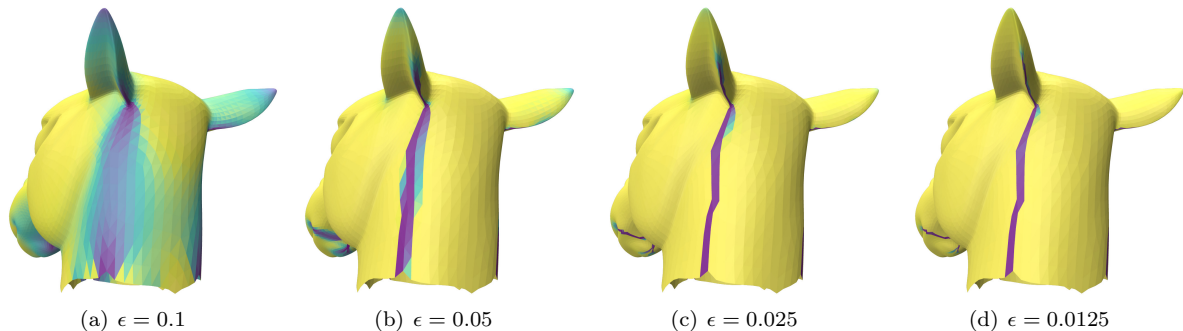 (a) ϵ = 0.1 (b) ϵ = 0.05 (c) ϵ = 0.025 (d) ϵ = 0.0125